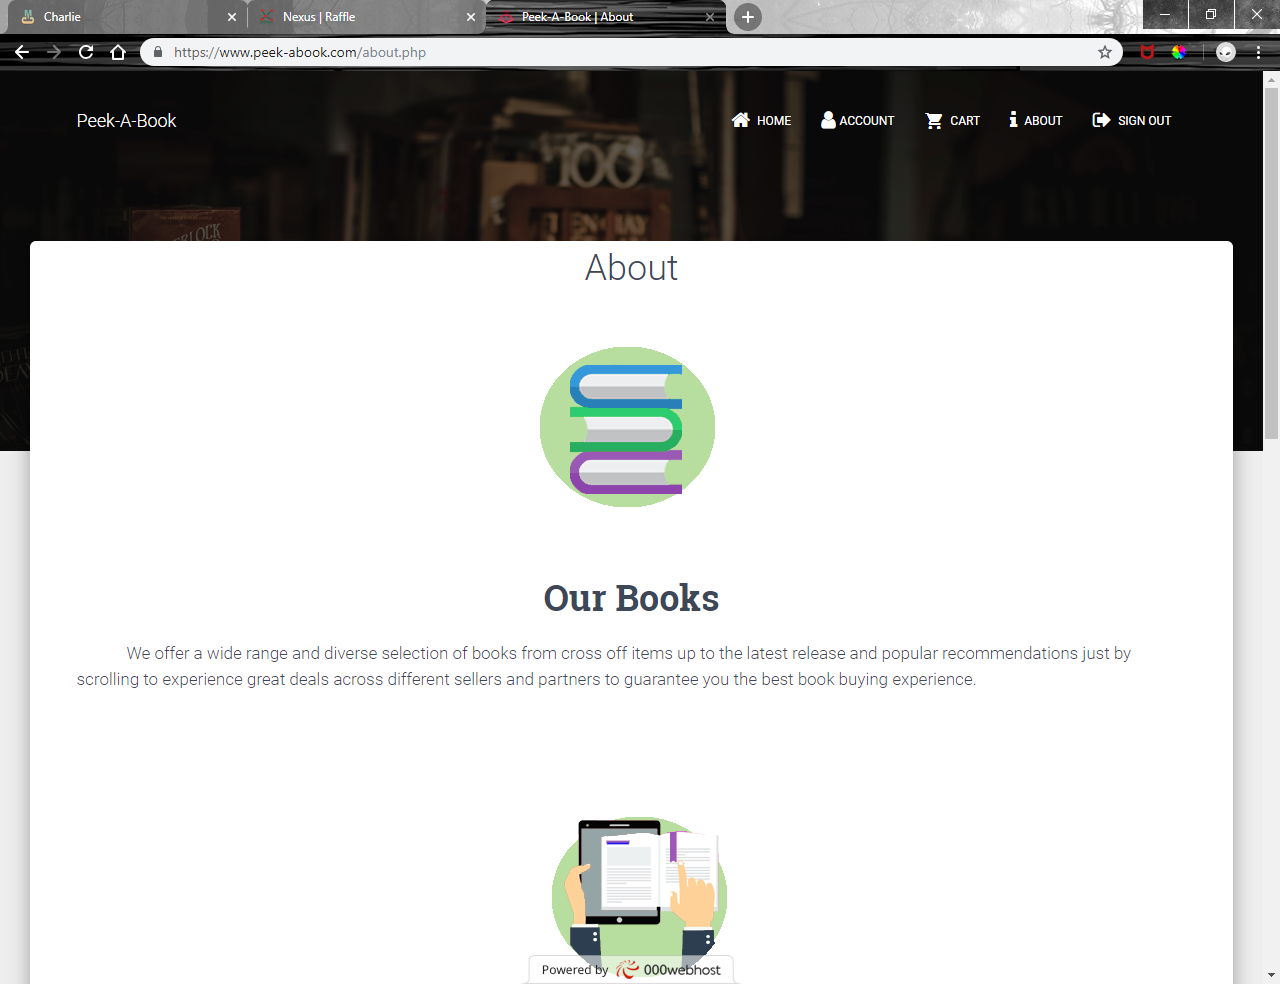 Charlie
Nexus | Raffle
Peek-A-Book | About
https://www.peek-abook.com/about.php
Peek-A-Book
HOME
ACCOUNT
CART
ABOUT
SIGN OUT
100
About
Our Books
We offer a wide range and diverse selection of books from cross off items up to the latest release and popular recommendations just by
scrolling to experience great deals across different sellers and partners to guarantee you the best book buying experience.
Powered by 000webhost